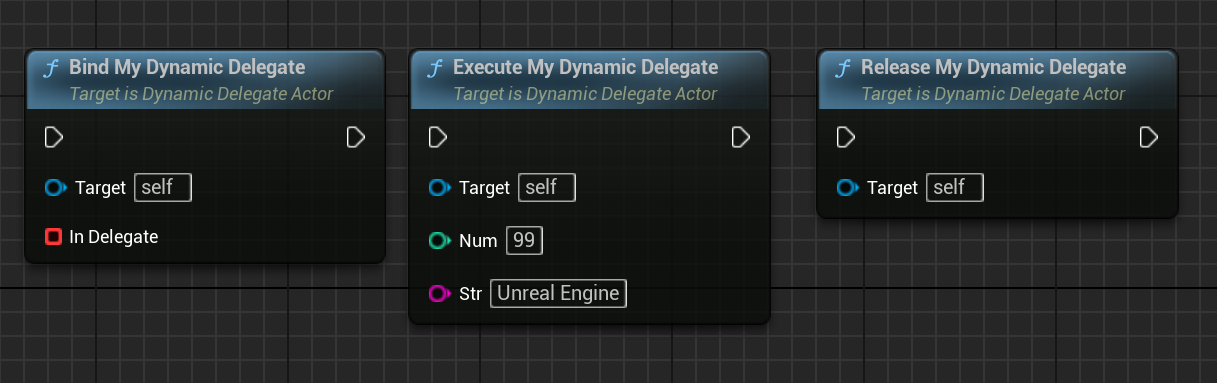 Bind My Dynamic Delegate
Target is Dynamic Delegate Actor
Target self
In Delegate
Execute My Dynamic Delegate
Target is Dynamic Delegate Actor
Target self
Num 99
Str Unreal Engine
Release My Dynamic Delegate
Target is Dynamic Delegate Actor
Target self